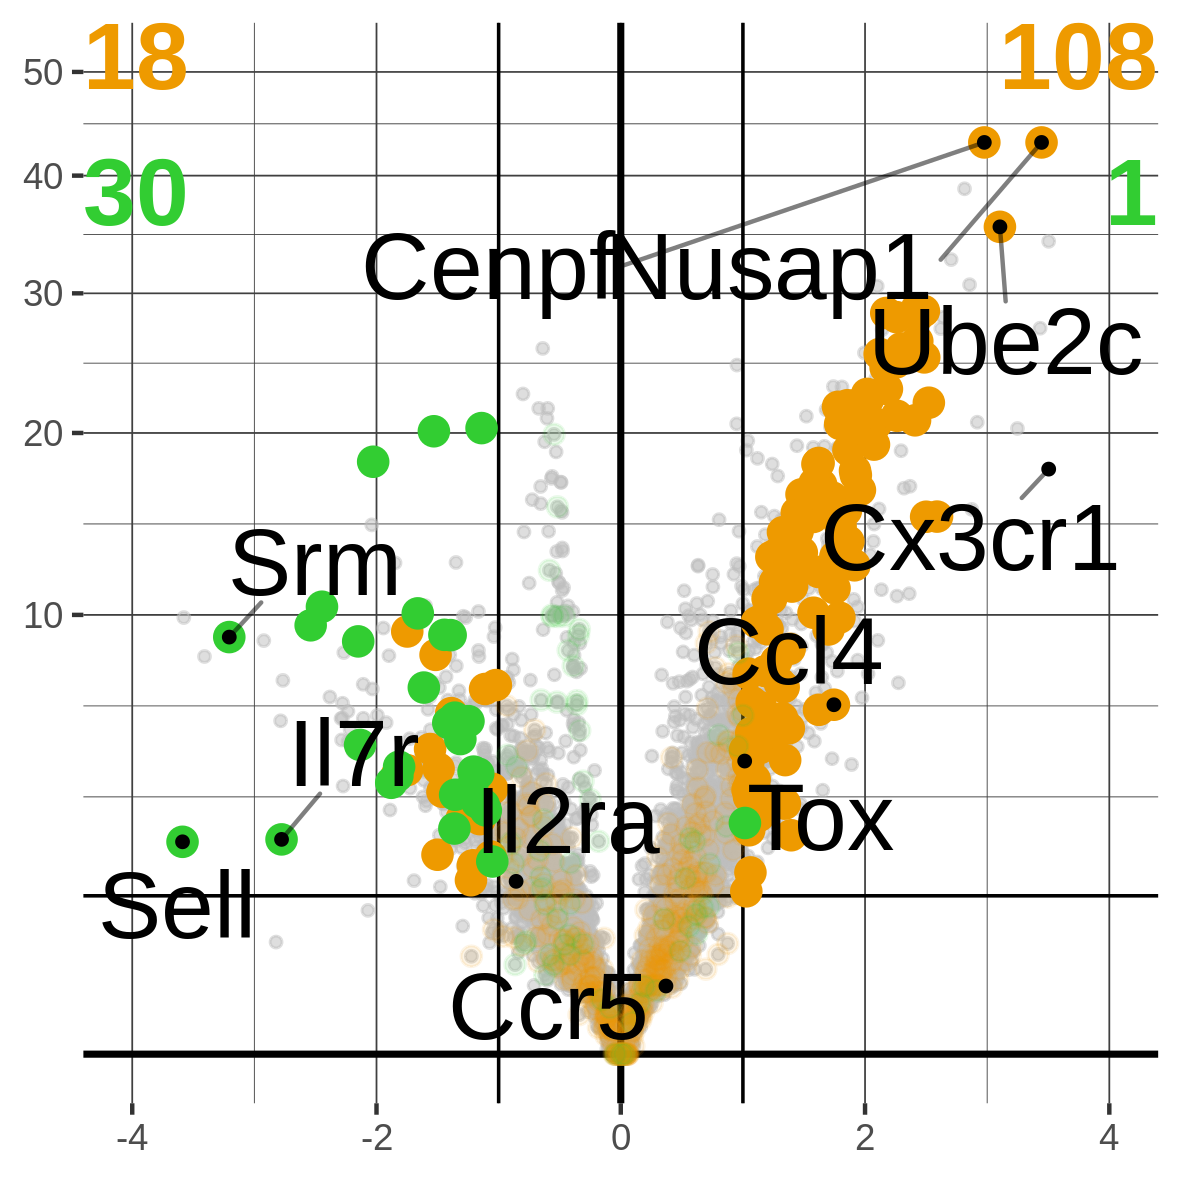 18 108
50
40
30 1
Cenpf Nusap1
30
Ube2c
20
Cx3cr1
Srm
10
Ccl4
Il7r
Il2ra Tox
Sell
Ccr5
-4 -2 0 2 4